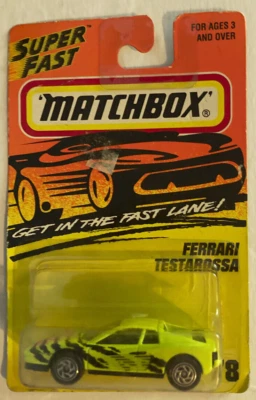 SUPER
FAST
FOR AGES 3
AND OVER
MATCHBOX®
GET IN THE FAST LANE!
FERRARI
TESTAROSSA
8